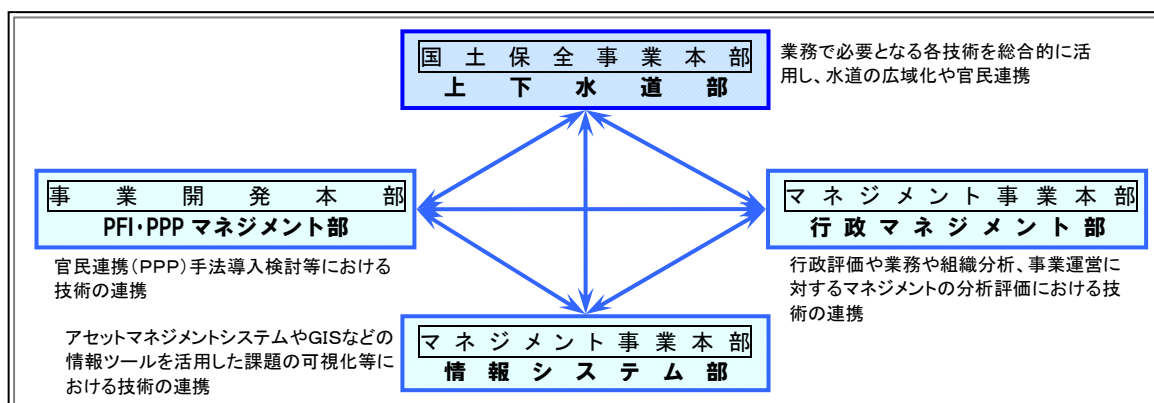 国土保全事業本部
上下水道部
業務で必要となる各技術を総合的に活
用し、水道の広域化や官民連携
事業開発本部
PFI・PPP マネジメント部
官民連携（PPP）手法導入検討等における
技術の連携
マネジメント事業本部
行政マネジメント部
行政評価や業務や組織分析、事業運営に
対するマネジメントの分析評価における技
術の連携
アセットマネジメントシステムやGISなどの
情報ツールを活用した課題の可視化等に
おける技術の連携
マネジメント事業本部
情報システム部